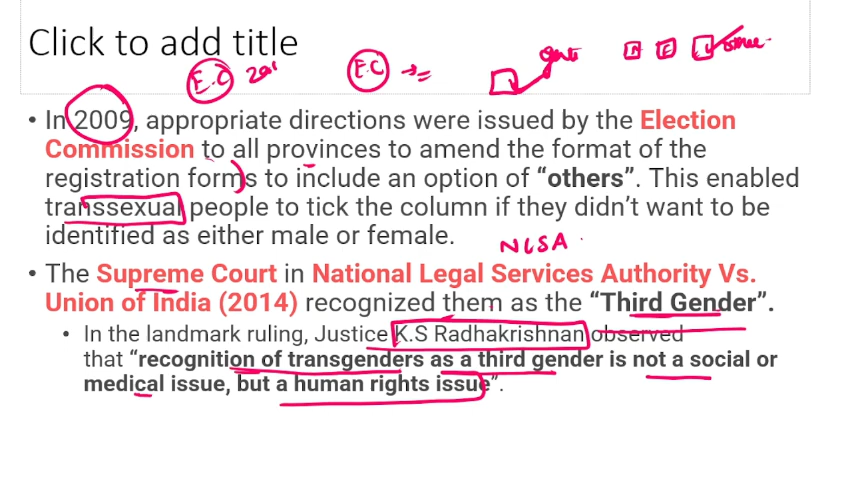 Click to add title
E.C E.C
M F
• In 2009, appropriate directions were issued by the Election
Commission to all provinces to amend the format of the
registration forms to include an option of “others”. This enabled
transsexual people to tick the column if they didn’t want to be
identified as either male or female.
NLSA
• The Supreme Court in National Legal Services Authority Vs.
Union of India (2014) recognized them as the “Third Gender”.
• In the landmark ruling, Justice K.S Radhakrishnan observed
that “recognition of transgenders as a third gender is not a social or
medical issue, but a human rights issue”.